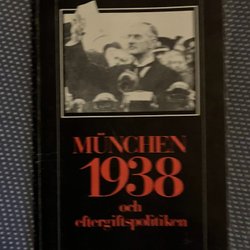 MÜNCHEN
1938
och
eftergiftspolitiken